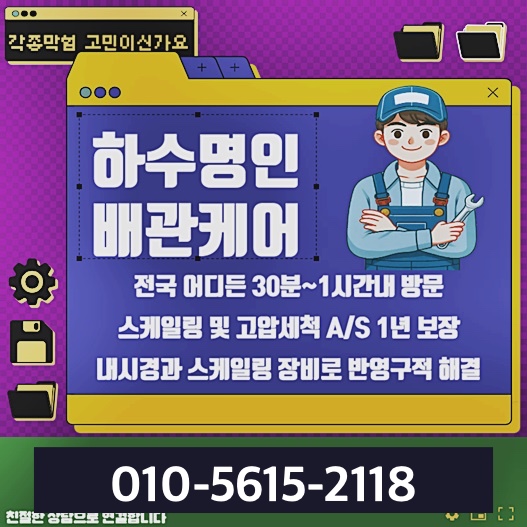 각종막힘 고민이신가요
하수명인
배관케어
전국 어디든 30분~1시간내 방문
스케일링 및 고압세척 A/S 1년 보장
내시경과 스케일링 장비로 반영구적 해결
010-5615-2118
친절한 상담으로 연결합니다